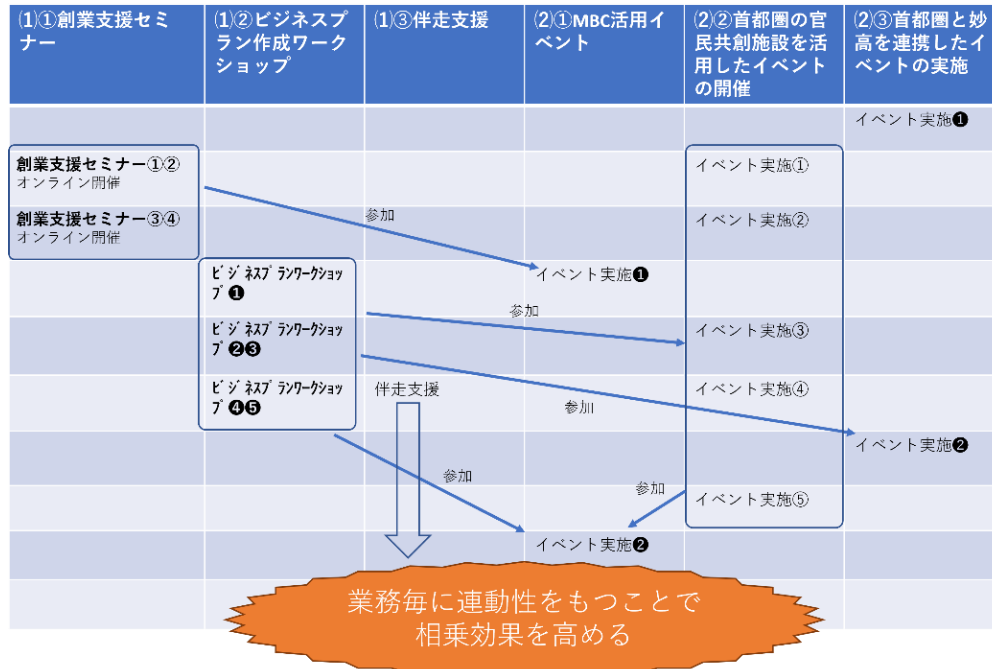 ⑴①創業支援セミ
ナー
⑴②ビジネスプ
ラン作成ワーク
ショップ
⑴③伴走支援
⑵①MBC活用イ
ベント
⑵②首都圏の官
民共創施設を活
用したイベント
の開催
⑵③首都圏と妙
高を連携したイ
ベントの実施
イベント実施❶
創業支援セミナー①②
オンライン開催
イベント実施①
創業支援セミナー③④
オンライン開催
参加
イベント実施②
ﾋﾞｼﾞﾈｽﾌﾟﾗﾝﾜｰｸｼｮｯ
ﾌﾟ❶
イベント実施❶
参加
ﾋﾞｼﾞﾈｽﾌﾟﾗﾝﾜｰｸｼｮｯ
ﾌﾟ❷❸
イベント実施③
ﾋﾞｼﾞﾈｽﾌﾟﾗﾝﾜｰｸｼｮｯ
ﾌﾟ❹❺
伴走支援
参加
イベント実施④
イベント実施❷
参加
参加
イベント実施⑤
イベント実施❷
業務毎に連動性をもつことで
相乗効果を高める